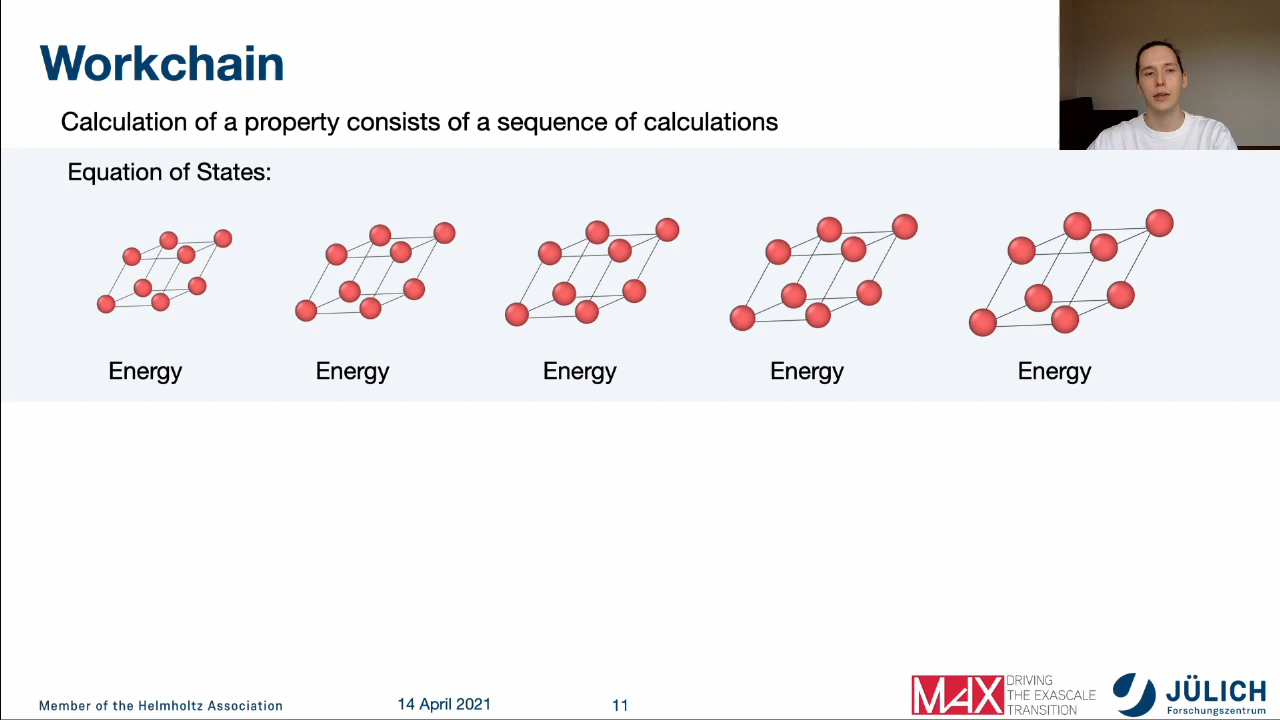 Workchain
Calculation of a property consists of a sequence of calculations
Equation of States:
Energy Energy Energy Energy Energy
Member of the Helmholtz Association
14 April 2021
11
MAX
DRIVING
THE EXASCALE
TRANSITION
JÜLICH
Forschungszentrum